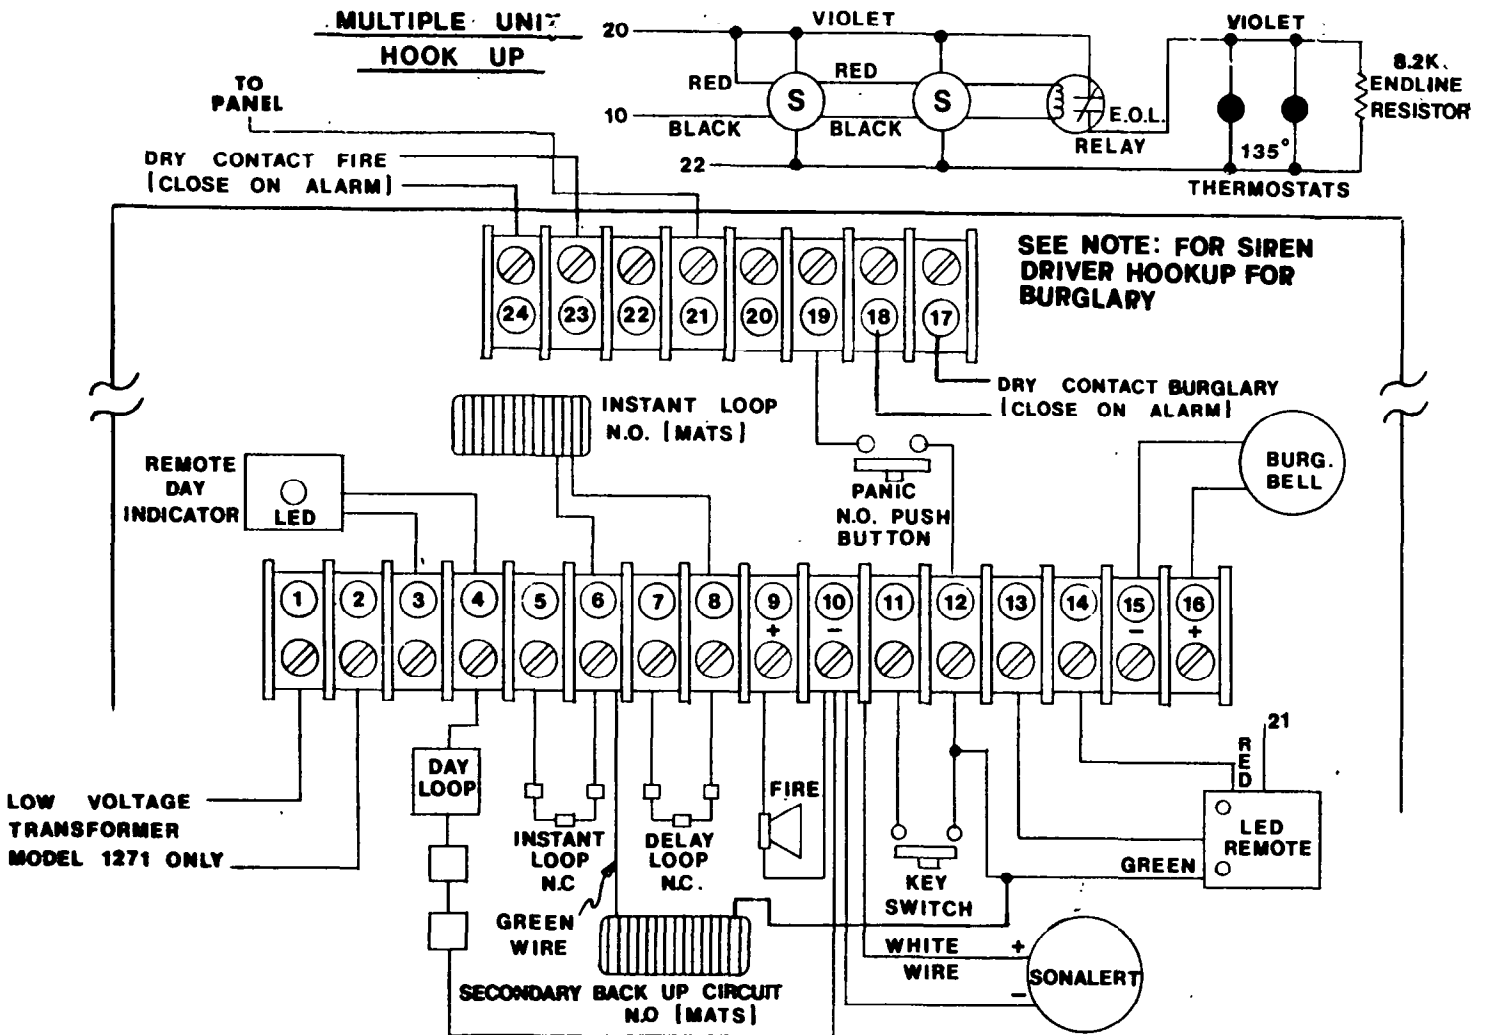 MULTIPLE UNIT
HOOK UP
20
VIOLET
VIOLET
RED
RED
S
S
8.2K
ENDLINE
RESISTOR
10
BLACK
BLACK
E.O.L.
RELAY
135°
22
THERMOSTATS
TO
PANEL
DRY CONTACT FIRE
[CLOSE ON ALARM]
SEE NOTE: FOR SIREN
DRIVER HOOKUP FOR
BURGLARY
24 23 22 21 20 19 18 17
DRY CONTACT BURGLARY
[CLOSE ON ALARM]
INSTANT LOOP
N.O. [MATS]
REMOTE
DAY
INDICATOR
LED
PANIC
N.O. PUSH
BUTTON
BURG.
BELL
1 2 3 4 5 6 7 8 9 10 11 12 13 14 15 16
+ - - +
DAY
LOOP
LOW VOLTAGE
TRANSFORMER
MODEL 1271 ONLY
INSTANT
LOOP
N.C
DELAY
LOOP
N.C.
FIRE
KEY
SWITCH
RED
21
LED
REMOTE
GREEN
GREEN
WIRE
WHITE
WIRE
+
-
SONALERT
SECONDARY BACK UP CIRCUIT
N.O [MATS]